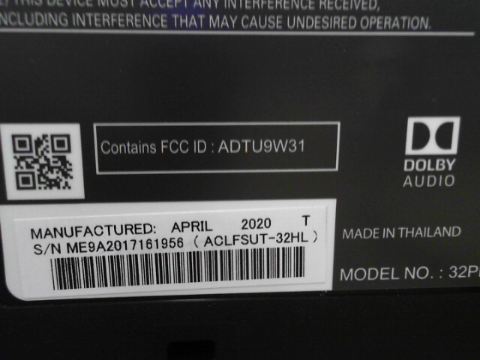 THIS DEVICE MUST ACCEPT ANY INTERFERENCE RECEIVED,
INCLUDING INTERFERENCE THAT MAY CAUSE UNDESIRED OPERATION.
Contains FCC ID : ADTU9W31
DOLBY
AUDIO
MANUFACTURED: APRIL 2020 T
S/N ME9A2017161956 ( ACLFSUT-32HL )
MADE IN THAILAND
MODEL NO. : 32P